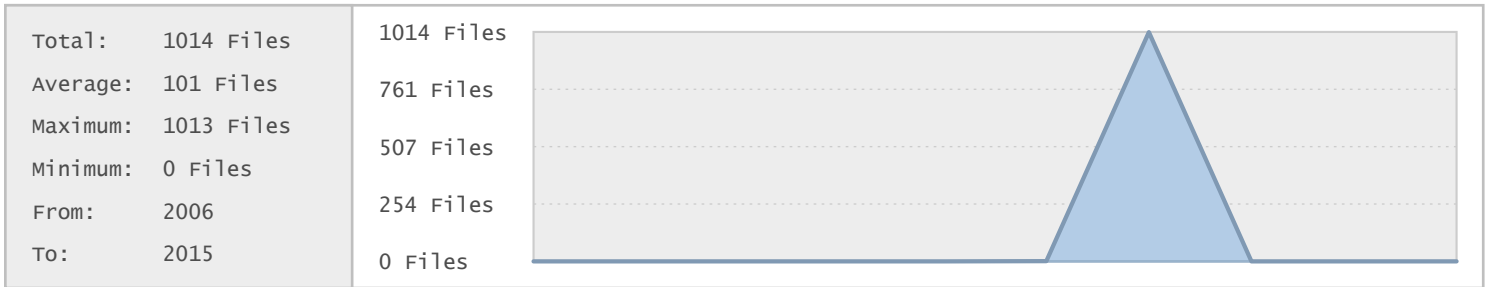 Total: 1014 Files
Average: 101 Files
Maximum: 1013 Files
Minimum: 0 Files
From: 2006
To: 2015
1014 Files
761 Files
507 Files
254 Files
0 Files